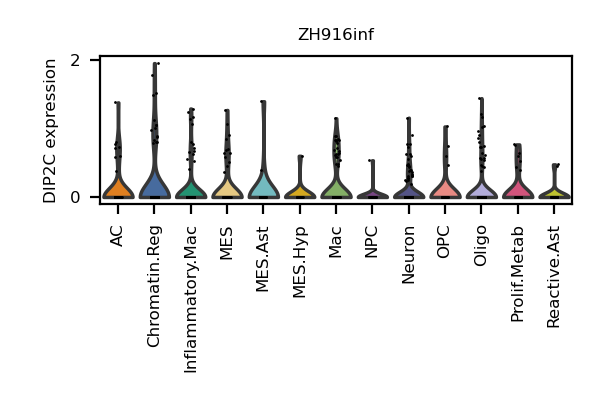 ZH916inf
DIP2C expression
2
0
AC
Chromatin.Reg
Inflammatory.Mac
MES
MES.Ast
MES.Hyp
Mac
NPC
Neuron
OPC
Oligo
Prolif.Metab
Reactive.Ast